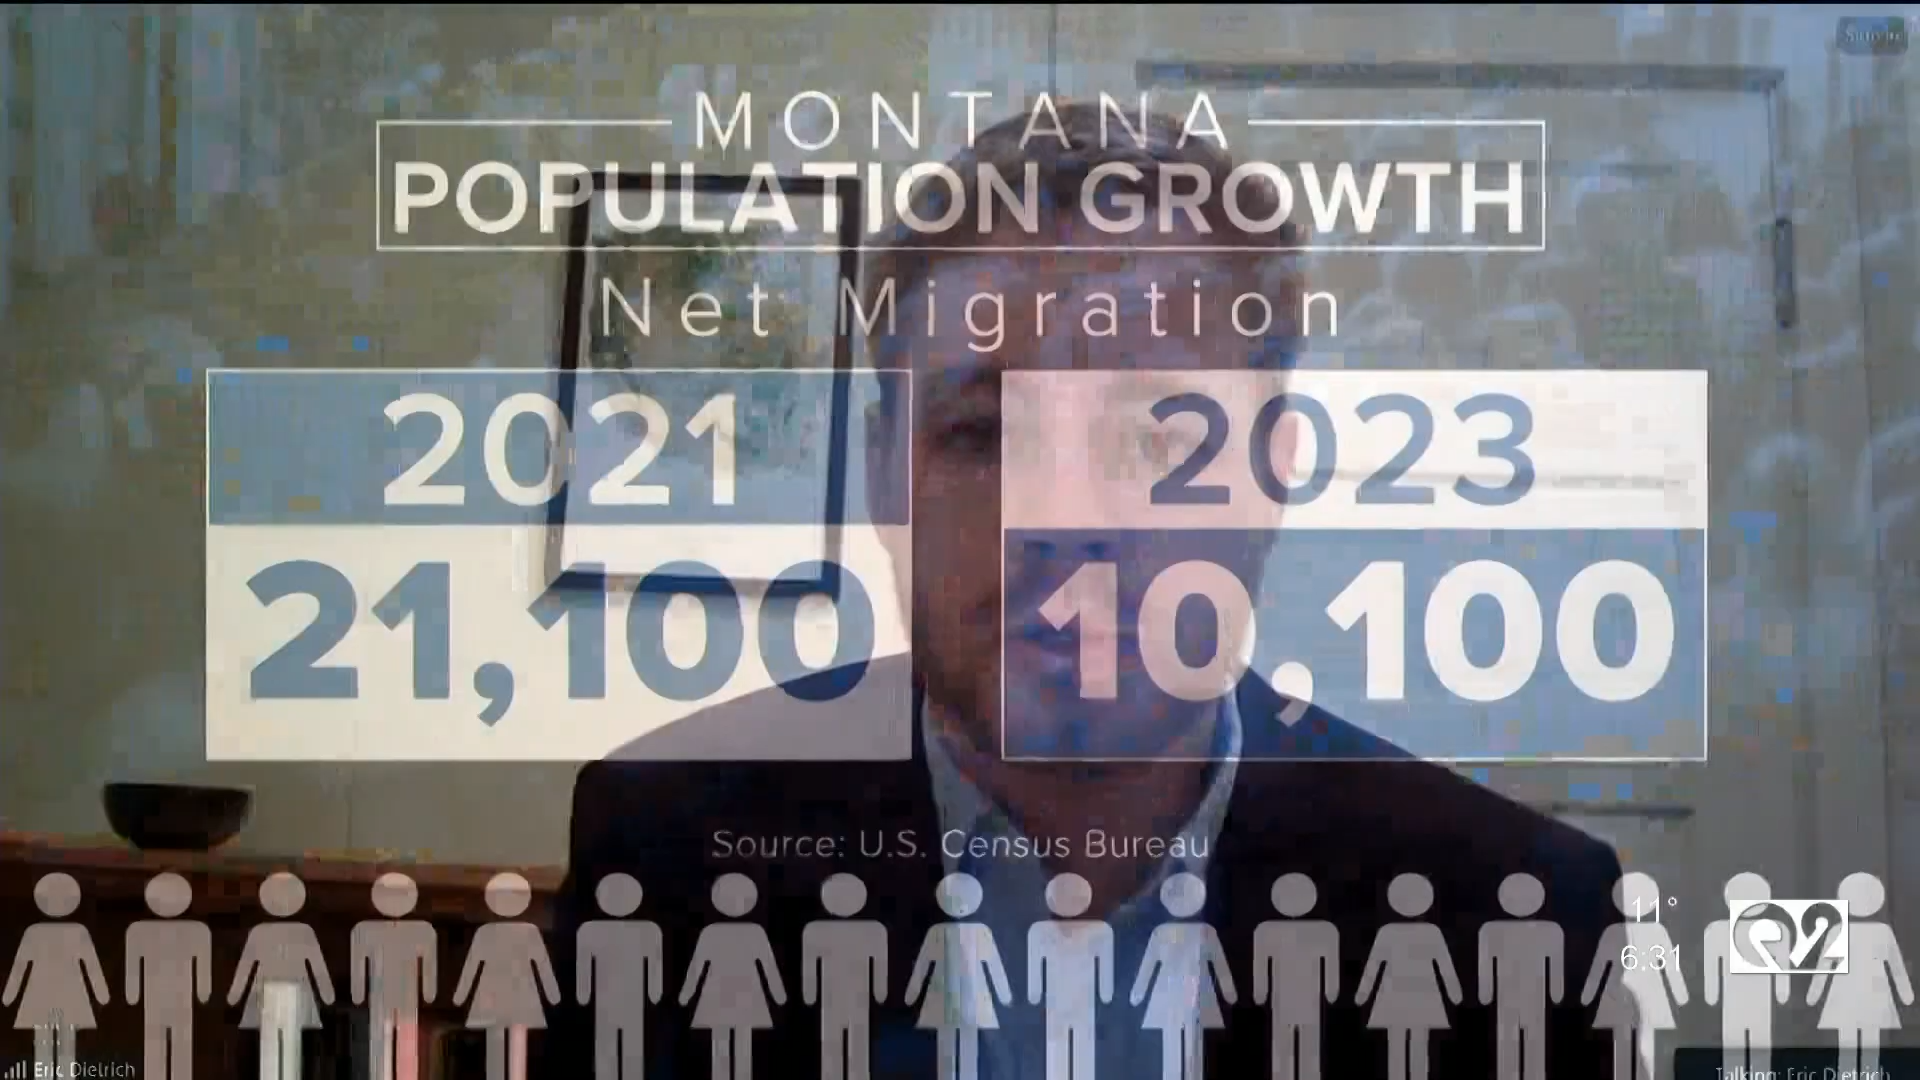 MONTANA
POPULATION GROWTH
Net Migration
2021
21,100
2023
10,100
Source: U.S. Census Bureau
11°
6:31
Eric Dietrich
Talking: Eric Dietrich